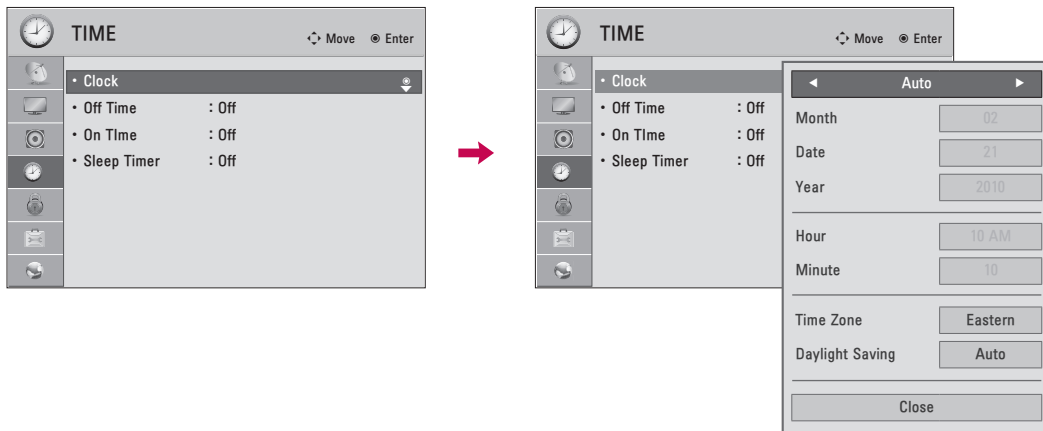 TIME
Move Enter
• Clock
• Off Time : Off
• On TIme : Off
• Sleep Timer : Off
TIME
Move Enter
• Clock
• Off Time : Off
• On TIme : Off
• Sleep Timer : Off
◄ Auto ►
Month 02
Date 21
Year 2010
Hour 10 AM
Minute 10
Time Zone Eastern
Daylight Saving Auto
Close